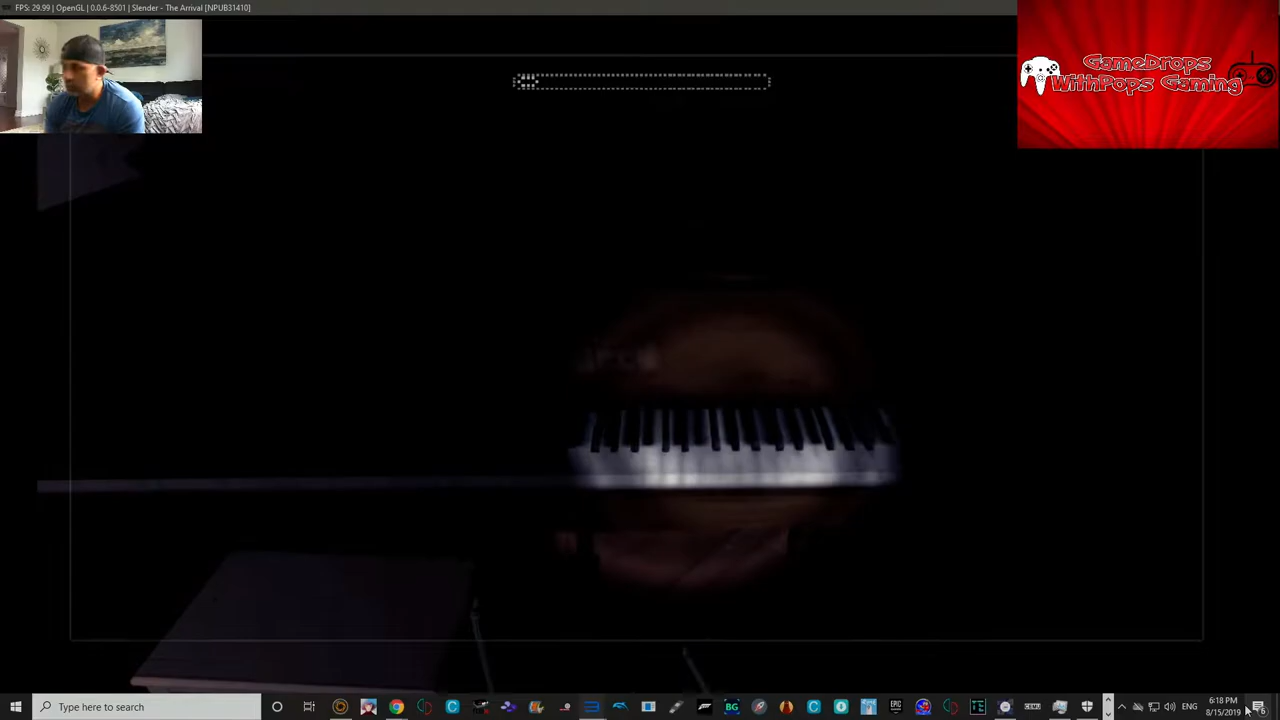 FPS: 29.99 | OpenGL | 0.0.6-8501 | Slender - The Arrival [NPUB31410]
GameDrops
WithPops Gaming
Type here to search
ENG
6:18 PM
8/15/2019